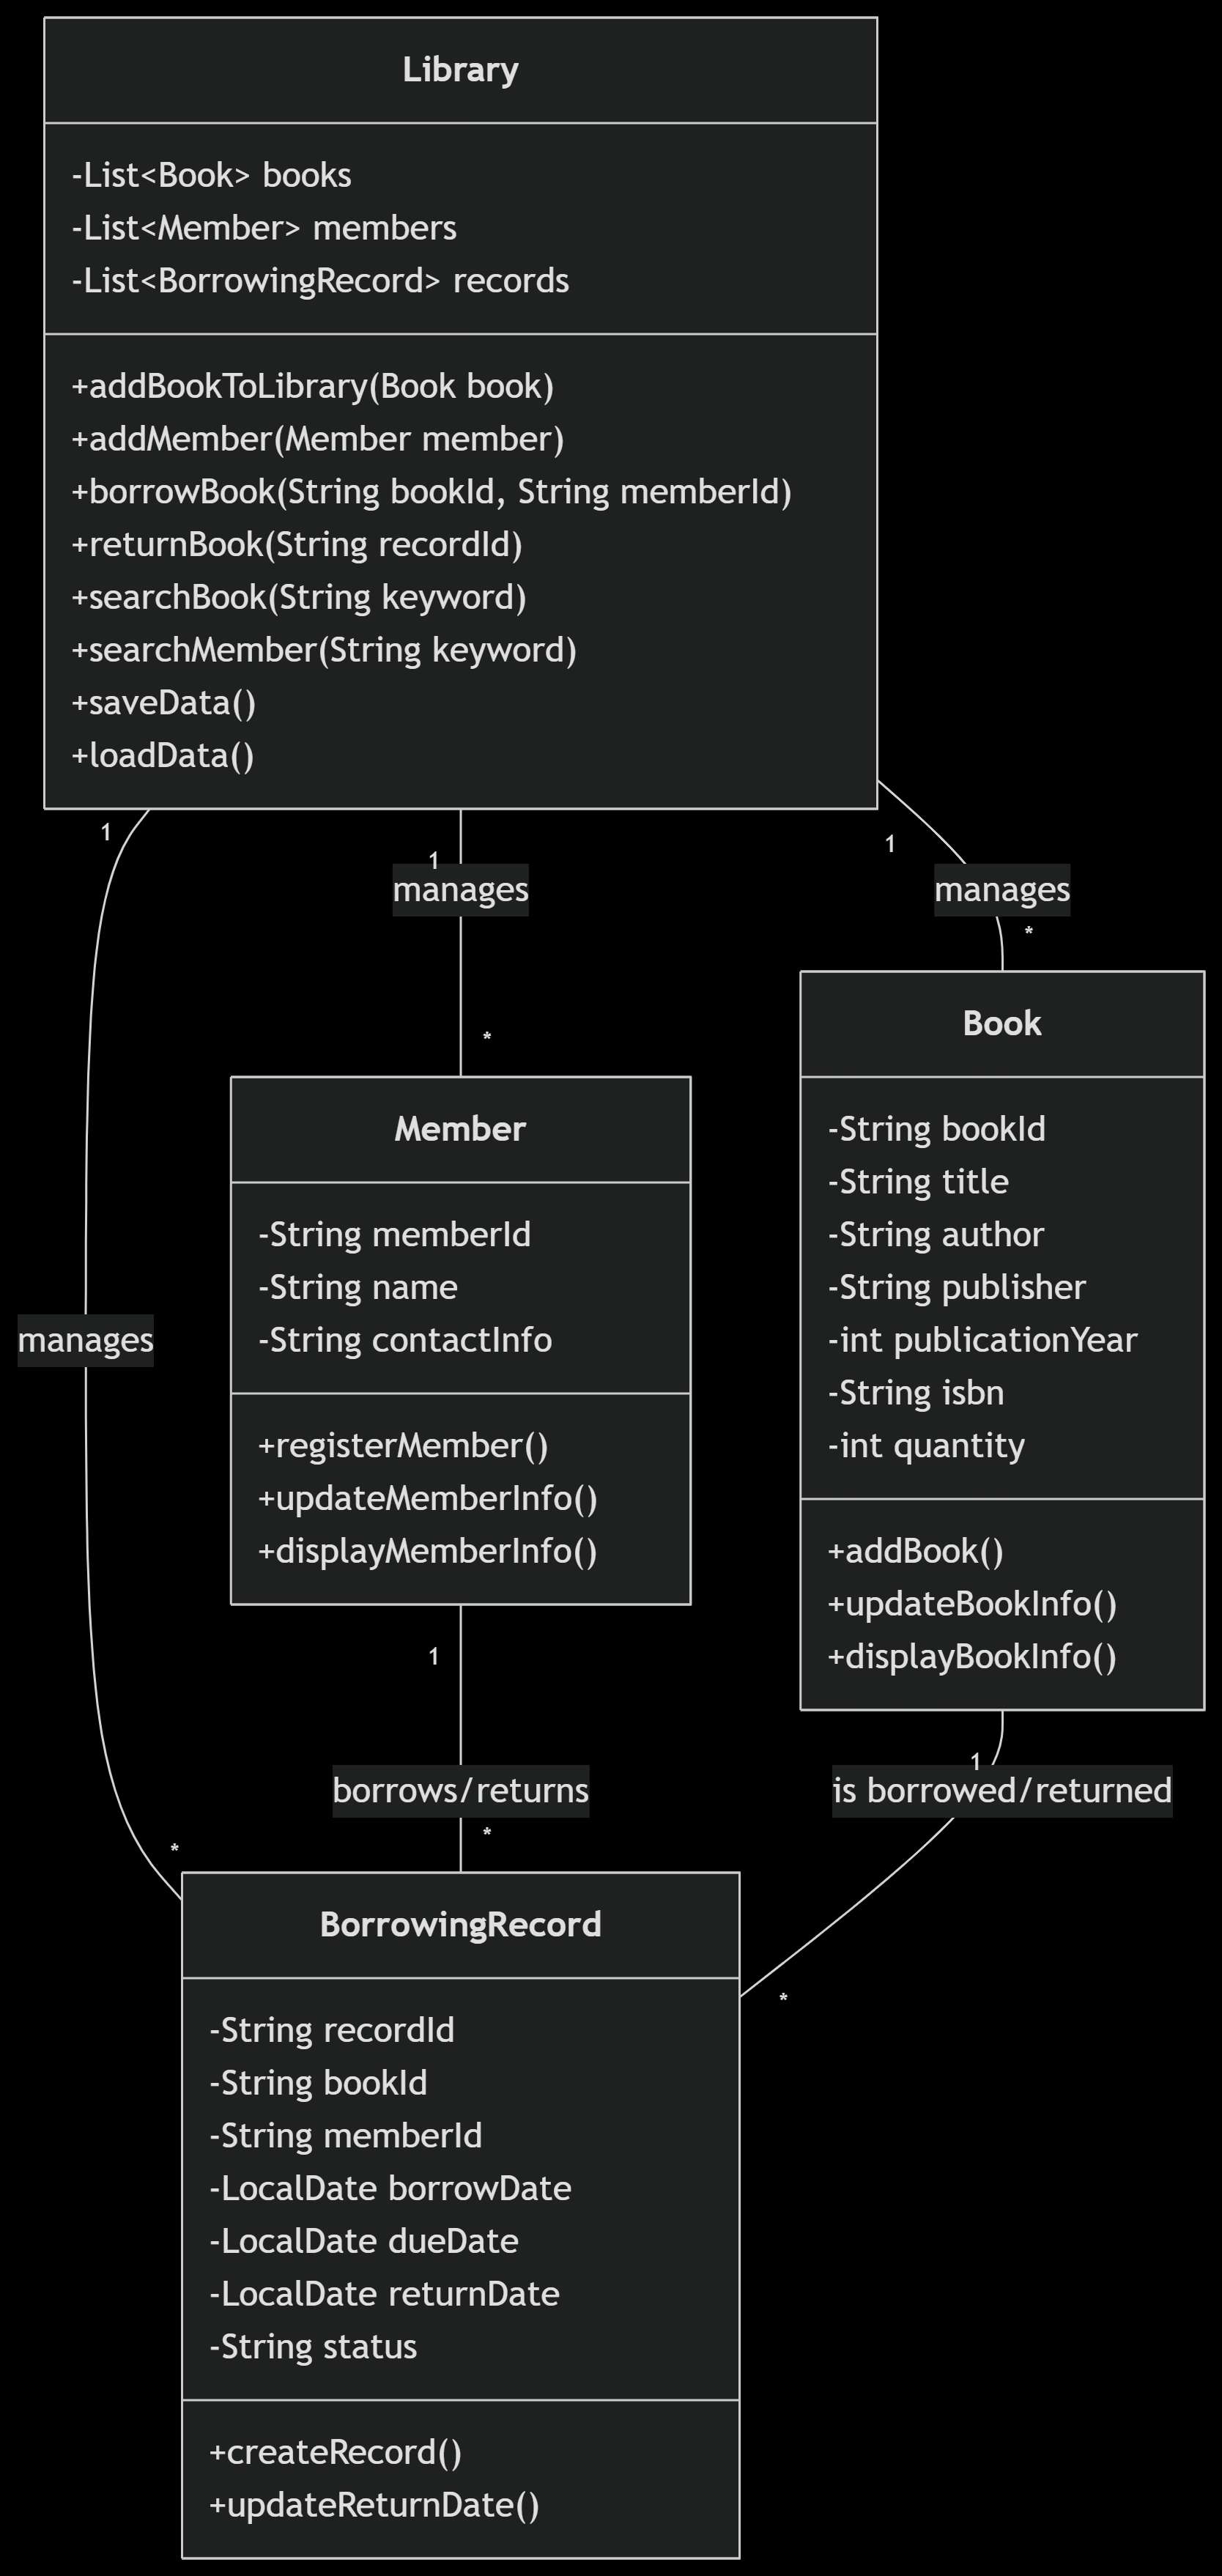 Library
-List<Book> books
-List<Member> members
-List<BorrowingRecord> records
+addBookToLibrary(Book book)
+addMember(Member member)
+borrowBook(String bookId, String memberId)
+returnBook(String recordId)
+searchBook(String keyword)
+searchMember(String keyword)
+saveData()
+loadData()
1
1
1
manages
manages
*
*
Book
-String bookId
-String title
-String author
-String publisher
-int publicationYear
-String isbn
-int quantity
+addBook()
+updateBookInfo()
+displayBookInfo()
Member
-String memberId
-String name
-String contactInfo
+registerMember()
+updateMemberInfo()
+displayMemberInfo()
manages
1
1
borrows/returns
is borrowed/returned
*
*
*
BorrowingRecord
-String recordId
-String bookId
-String memberId
-LocalDate borrowDate
-LocalDate dueDate
-LocalDate returnDate
-String status
+createRecord()
+updateReturnDate()